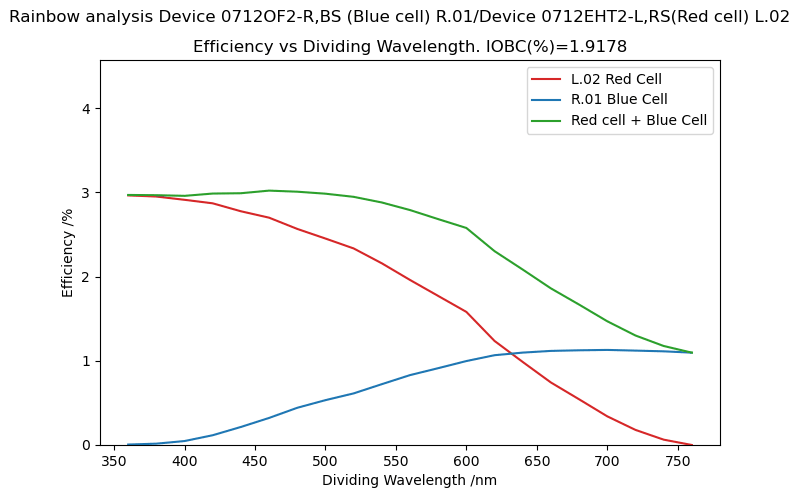 Rainbow analysis Device 0712OF2-R,BS (Blue cell) R.01/Device 0712EHT2-L,RS(Red cell) L.02
Efficiency vs Dividing Wavelength. IOBC(%)=1.9178
L.02 Red Cell
R.01 Blue Cell
Red cell + Blue Cell
Efficiency /%
4
3
2
1
0
350 400 450 500 550 600 650 700 750
Dividing Wavelength /nm